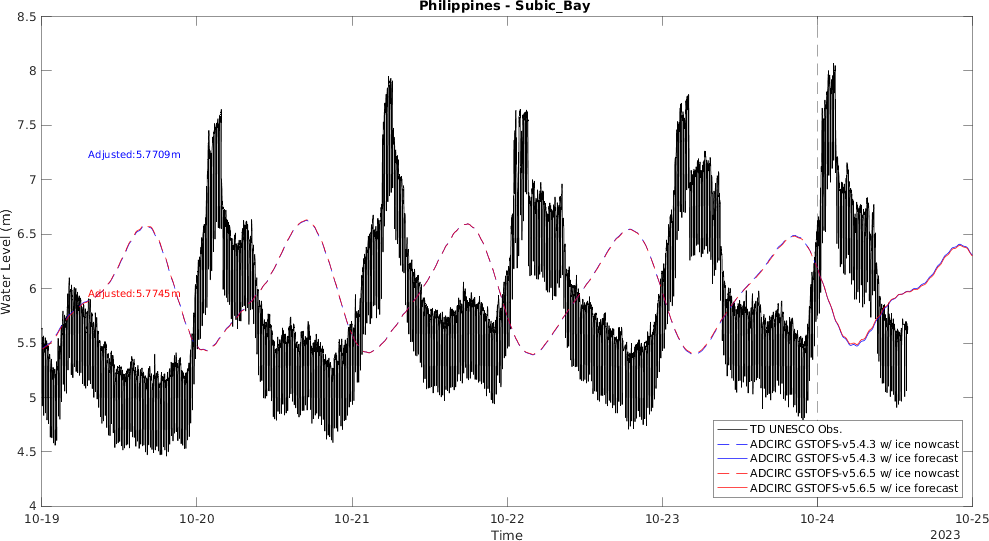 Philippines - Subic_Bay
8.5
8
7.5
7
6.5
6
5.5
5
4.5
4
Water Level (m)
Adjusted:5.7709m
Adjusted:5.7745m
TD UNESCO Obs.
ADCIRC GSTOFS-v5.4.3 w/ ice nowcast
ADCIRC GSTOFS-v5.4.3 w/ ice forecast
ADCIRC GSTOFS-v5.6.5 w/ ice nowcast
ADCIRC GSTOFS-v5.6.5 w/ ice forecast
10-19 10-20 10-21 10-22 10-23 10-24 10-25
Time
2023